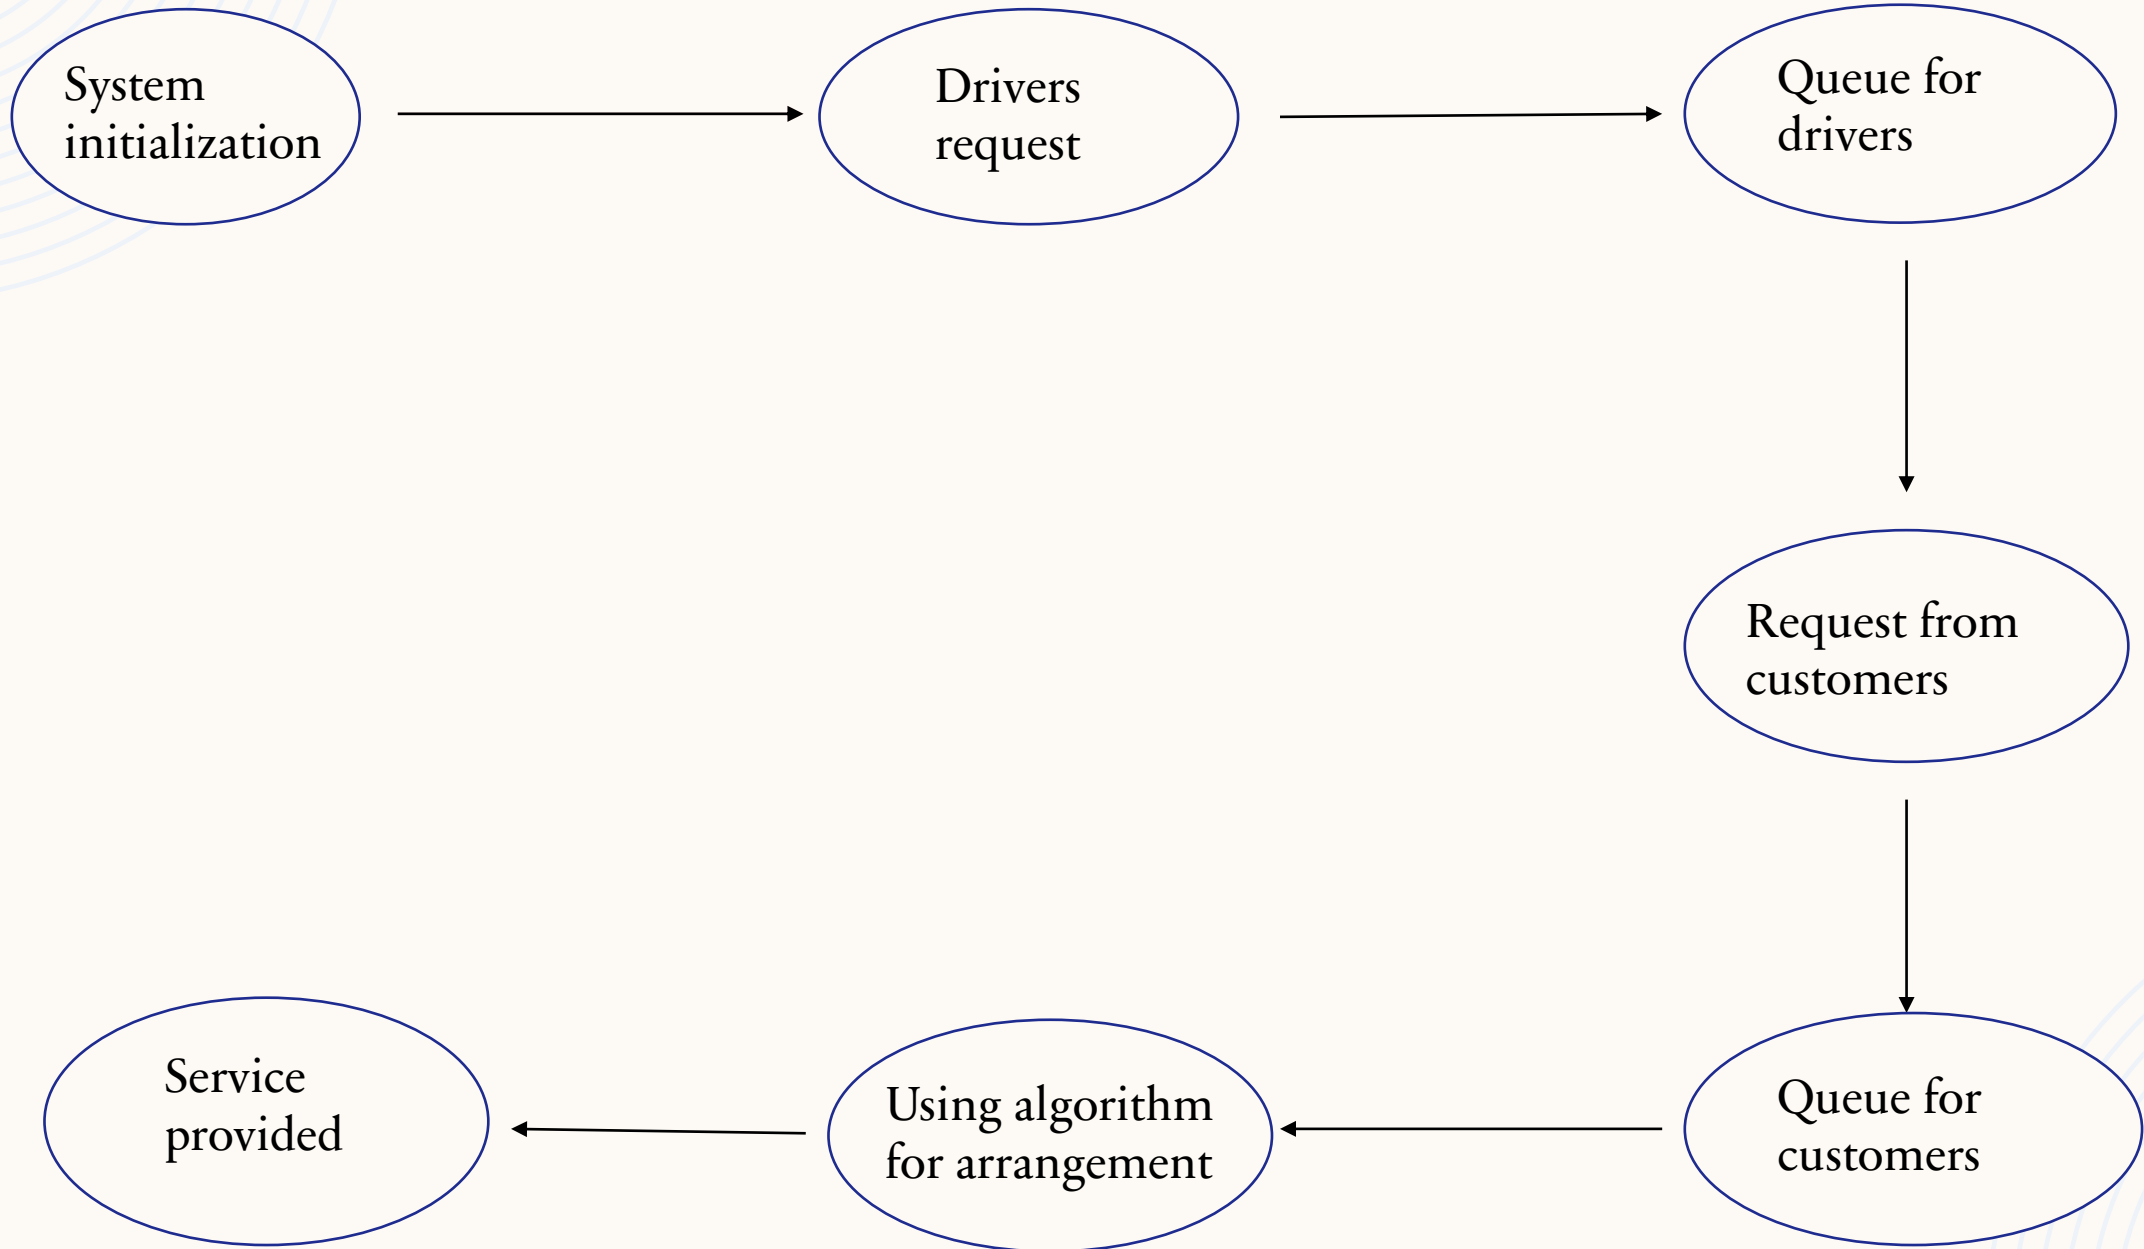 System
initialization
Drivers
request
Queue for
drivers
Request from
customers
Queue for
customers
Using algorithm
for arrangement
Service
provided